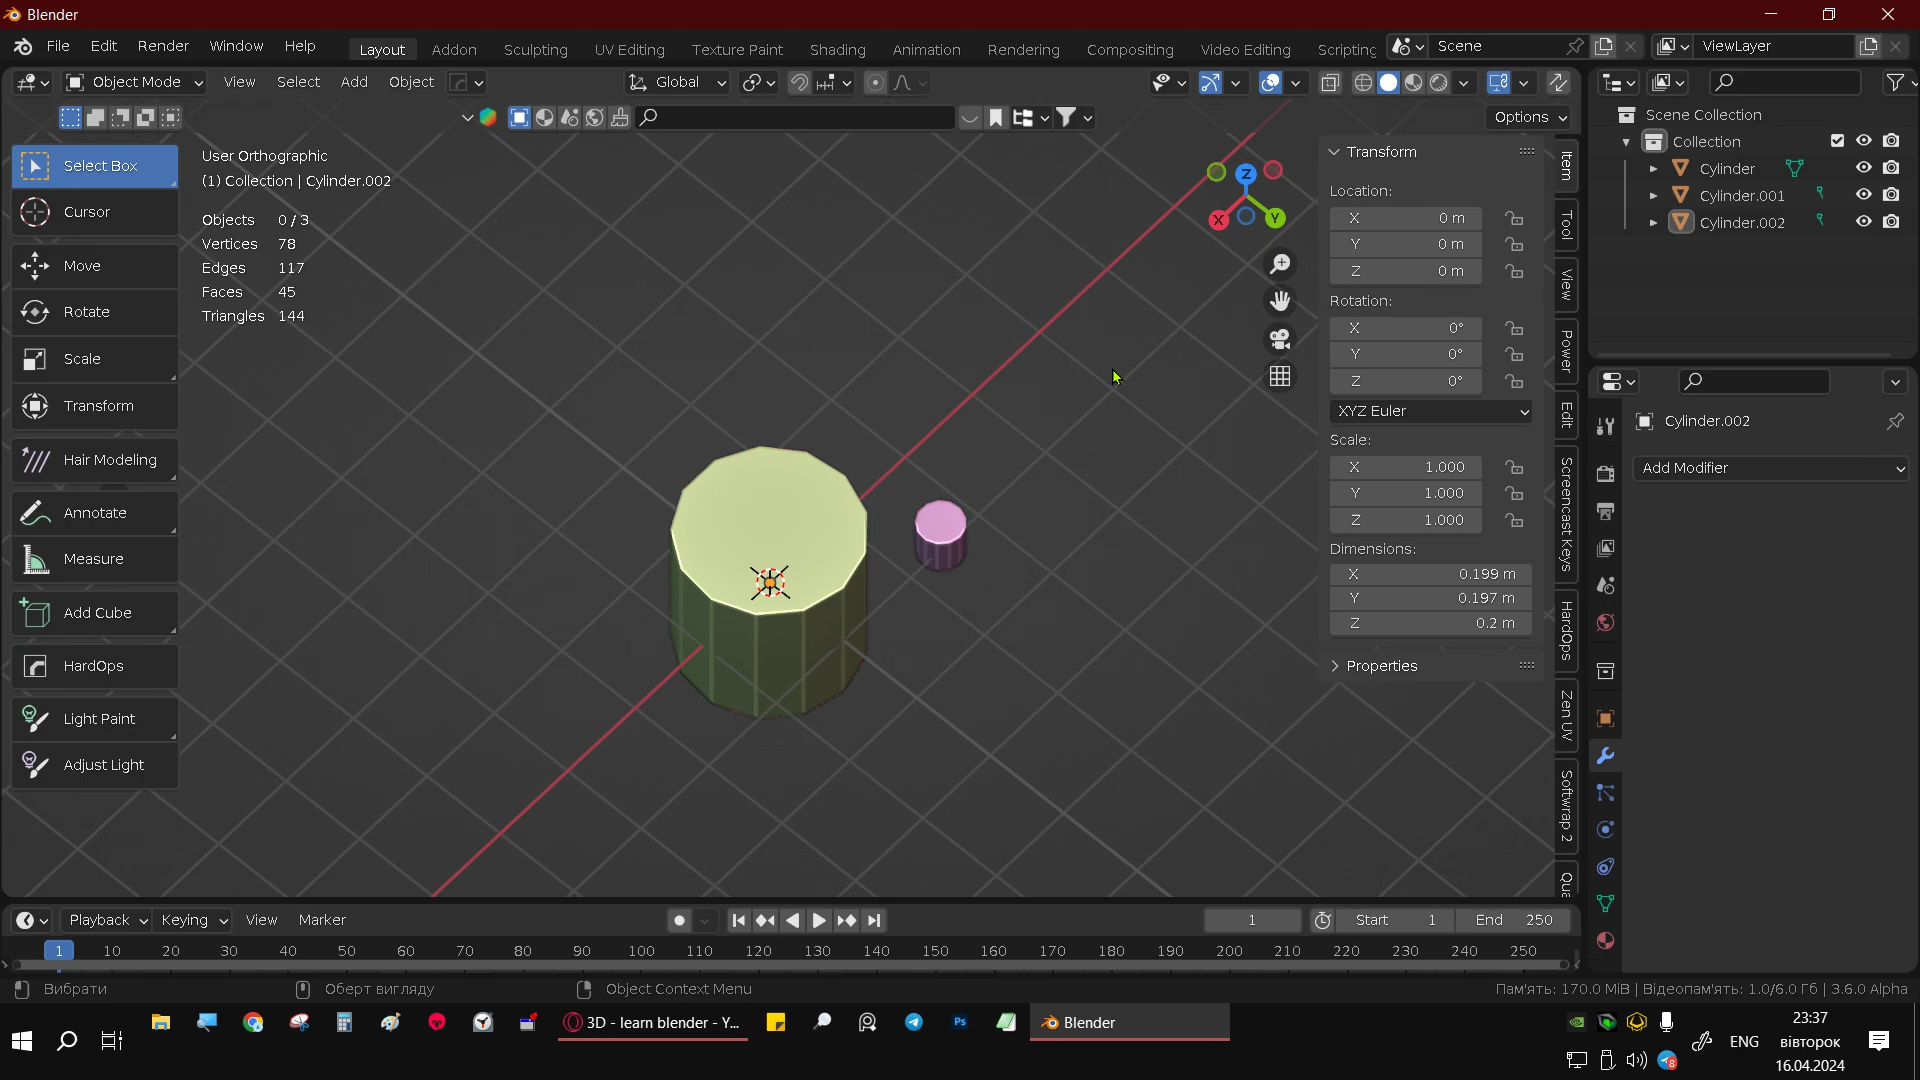 Blender
File Edit Render Window Help Layout Addon Sculpting UV Editing Texture Paint Shading Animation Rendering Compositing Video Editing Scripting Scene ViewLayer
Object Mode View Select Add Object Global
Options
Select Box
Cursor
Move
Rotate
Scale
Transform
Hair Modeling
Annotate
Measure
Add Cube
HardOps
Light Paint
Adjust Light
User Orthographic
(1) Collection | Cylinder.002
Objects 0 / 3
Vertices 78
Edges 117
Faces 45
Triangles 144
X
Y
Z
Transform
Location:
X 0 m
Y 0 m
Z 0 m
Rotation:
X 0°
Y 0°
Z 0°
XYZ Euler
Scale:
X 1.000
Y 1.000
Z 1.000
Dimensions:
X 0.199 m
Y 0.197 m
Z 0.2 m
Properties
Item
Tool
View
Power
Edit
Screencast Keys
HardOps
Zen UV
Softwrap 2
Scene Collection
Collection
Cylinder
Cylinder.001
Cylinder.002
Cylinder.002
Add Modifier
Playback Keying View Marker 1 Start 1 End 250
1 10 20 30 40 50 60 70 80 90 100 110 120 130 140 150 160 170 180 190 200 210 220 230 240 250
Вибрати Оберт вигляду Object Context Menu Пам'ять: 170.0 MiB | Відеопам'ять: 1.0/6.0 Гб | 3.6.0 Alpha
3D - learn blender - Y... Ps Blender
ENG
23:37
вівторок
16.04.2024
8